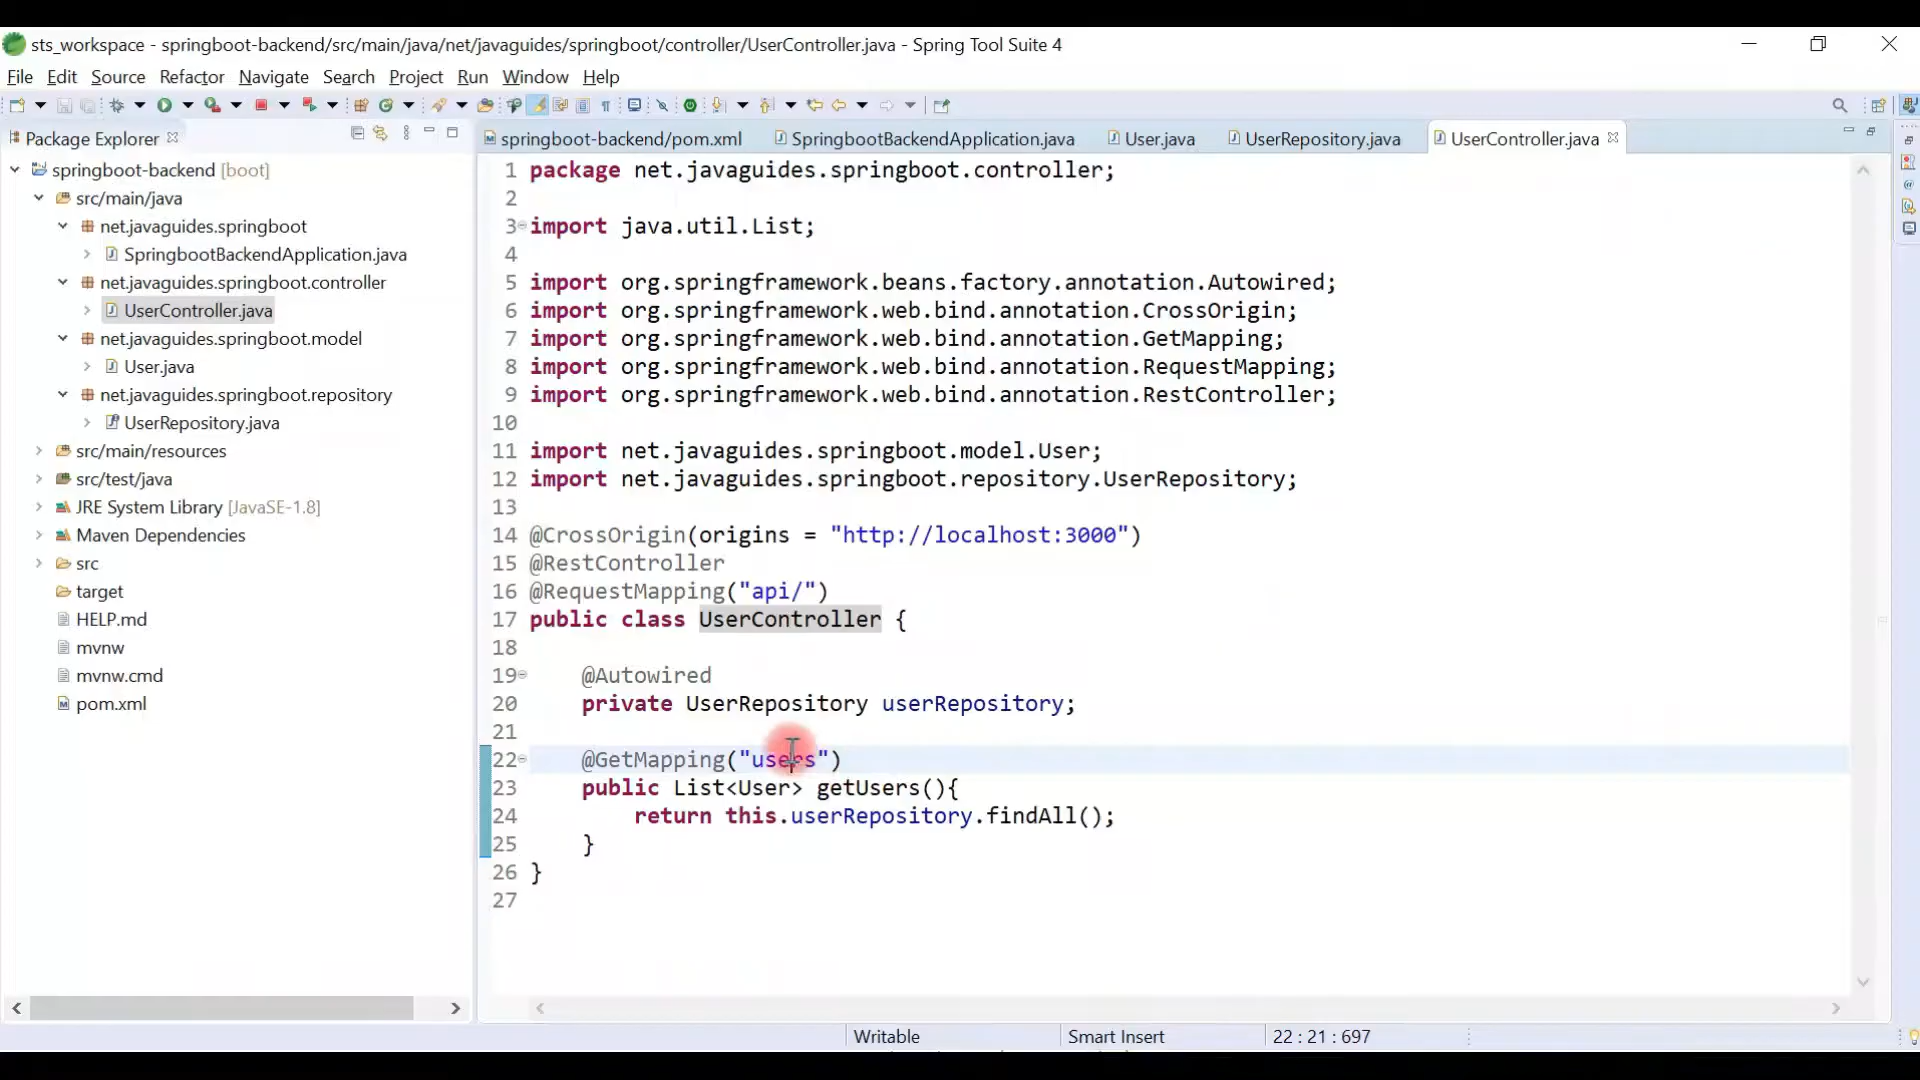 sts_workspace - springboot-backend/src/main/java/net/javaguides/springboot/controller/UserController.java - Spring Tool Suite 4
File Edit Source Refactor Navigate Search Project Run Window Help
Package Explorer
springboot-backend [boot]
src/main/java
net.javaguides.springboot
SpringbootBackendApplication.java
net.javaguides.springboot.controller
UserController.java
net.javaguides.springboot.model
User.java
net.javaguides.springboot.repository
UserRepository.java
src/main/resources
src/test/java
JRE System Library [JavaSE-1.8]
Maven Dependencies
src
target
HELP.md
mvnw
mvnw.cmd
pom.xml
springboot-backend/pom.xml SpringbootBackendApplication.java User.java UserRepository.java UserController.java
1 package net.javaguides.springboot.controller;
2
3 import java.util.List;
4
5 import org.springframework.beans.factory.annotation.Autowired;
6 import org.springframework.web.bind.annotation.CrossOrigin;
7 import org.springframework.web.bind.annotation.GetMapping;
8 import org.springframework.web.bind.annotation.RequestMapping;
9 import org.springframework.web.bind.annotation.RestController;
10
11 import net.javaguides.springboot.model.User;
12 import net.javaguides.springboot.repository.UserRepository;
13
14 @CrossOrigin(origins = "http://localhost:3000")
15 @RestController
16 @RequestMapping("api/")
17 public class UserController {
18
19 @Autowired
20 private UserRepository userRepository;
21
22 @GetMapping("users")
23 public List<User> getUsers(){
24 return this.userRepository.findAll();
25 }
26 }
27
Writable Smart Insert 22 : 21 : 697